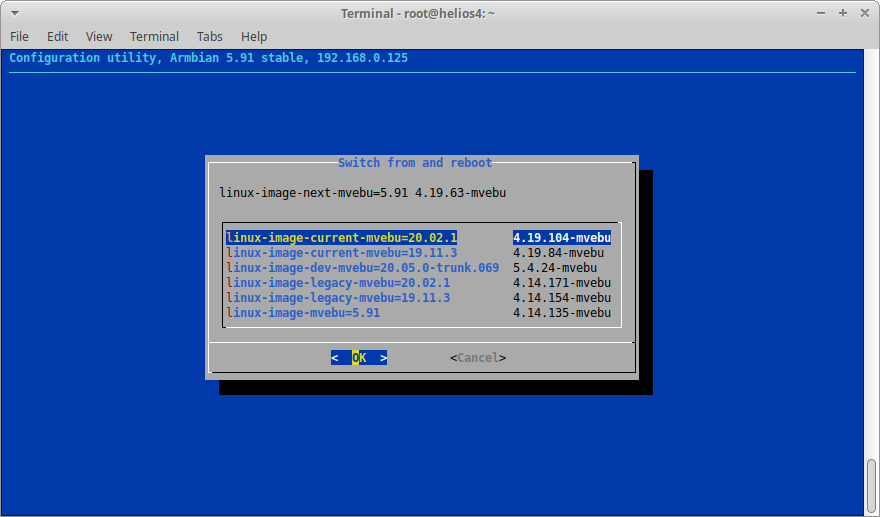 Terminal - root@helios4: ~
File Edit View Terminal Tabs Help
Configuration utility, Armbian 5.91 stable, 192.168.0.125
Switch from and reboot
linux-image-next-mvebu=5.91 4.19.63-mvebu
linux-image-current-mvebu=20.02.1 4.19.104-mvebu
linux-image-current-mvebu=19.11.3 4.19.84-mvebu
linux-image-dev-mvebu=20.05.0-trunk.069 5.4.24-mvebu
linux-image-legacy-mvebu=20.02.1 4.14.171-mvebu
linux-image-legacy-mvebu=19.11.3 4.14.154-mvebu
linux-image-mvebu=5.91 4.14.135-mvebu
< OK > <Cancel>